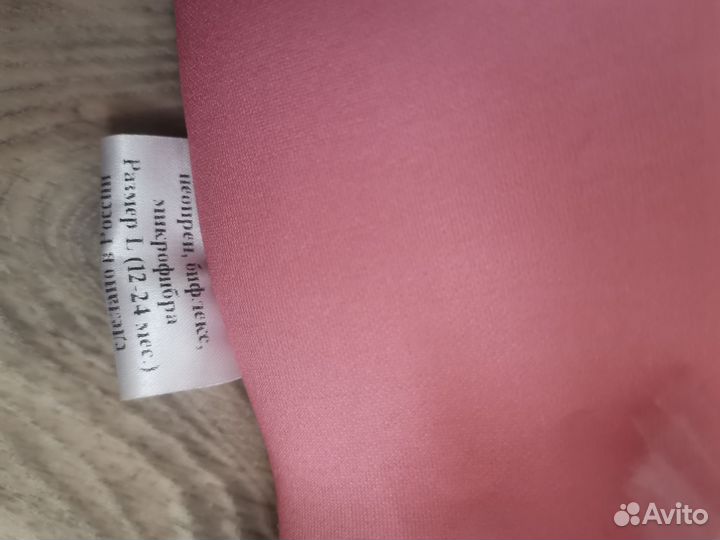 неопрен, бифлекс,
микрофибра
Размер L (12-24 мес.)
Сделано в России
Avito